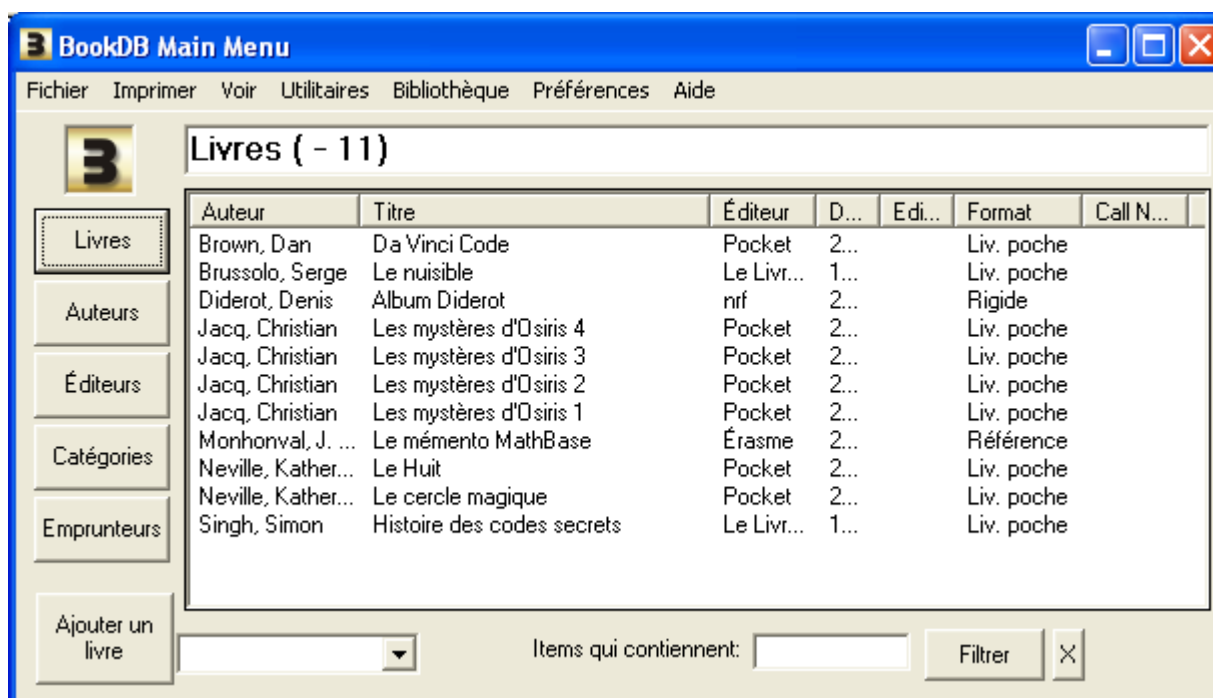 BookDB Main Menu
Fichier Imprimer Voir Utilitaires Bibliothèque Préférences Aide
Livres ( - 11)
Livres
Auteurs
Éditeurs
Catégories
Emprunteurs
Ajouter un
livre
Auteur Titre Éditeur D... Edi... Format Call N...
Brown, Dan Da Vinci Code Pocket 2... Liv. poche
Brussolo, Serge Le nuisible Le Livr... 1... Liv. poche
Diderot, Denis Album Diderot nrf 2... Rigide
Jacq, Christian Les mystères d'Osiris 4 Pocket 2... Liv. poche
Jacq, Christian Les mystères d'Osiris 3 Pocket 2... Liv. poche
Jacq, Christian Les mystères d'Osiris 2 Pocket 2... Liv. poche
Jacq, Christian Les mystères d'Osiris 1 Pocket 2... Liv. poche
Monhonval, J. ... Le mémento MathBase Érasme 2... Référence
Neville, Kather... Le Huit Pocket 2... Liv. poche
Neville, Kather... Le cercle magique Pocket 2... Liv. poche
Singh, Simon Histoire des codes secrets Le Livr... 1... Liv. poche
Items qui contiennent: Filtrer X